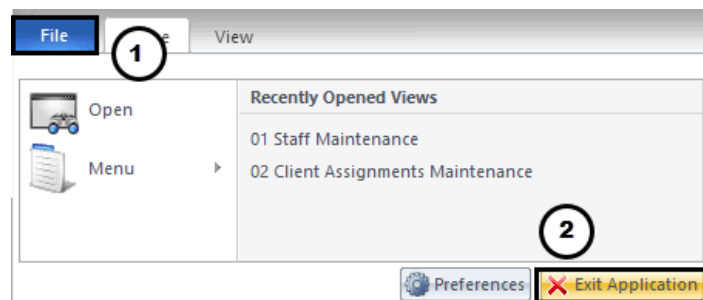 File
1
View
Open
Menu
Recently Opened Views
01 Staff Maintenance
02 Client Assignments Maintenance
2
Preferences
Exit Application